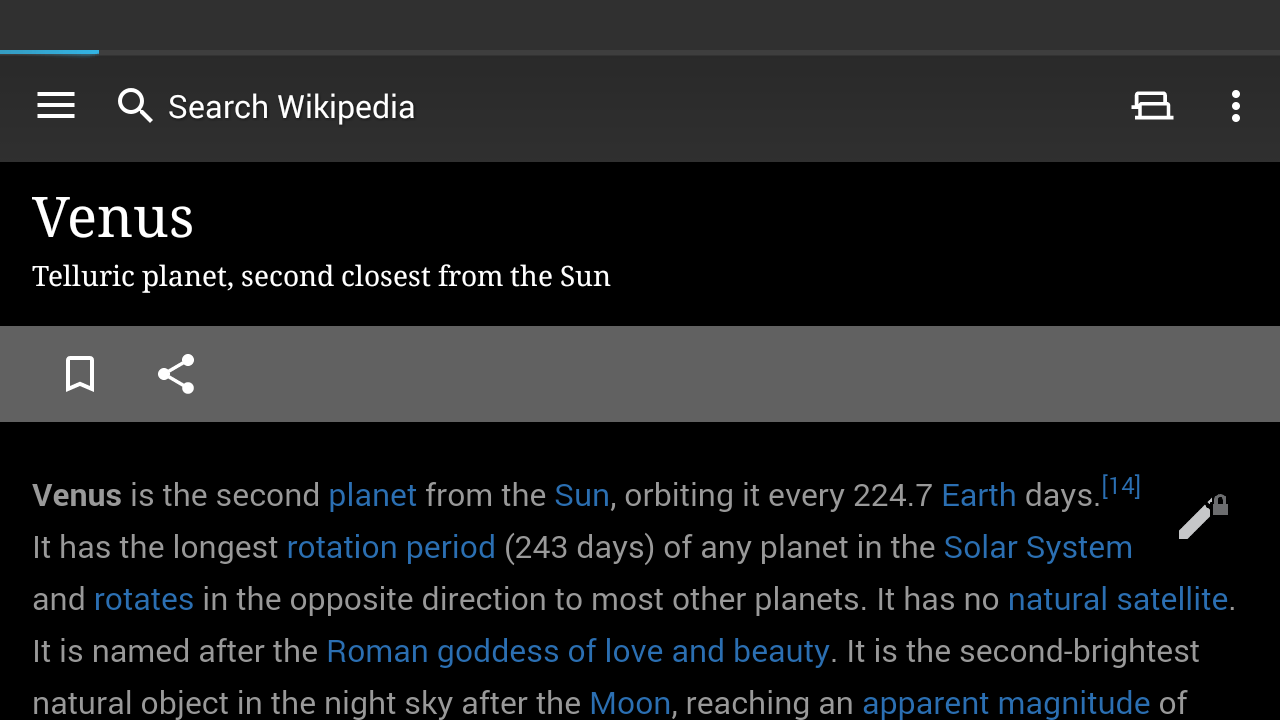 Search Wikipedia
Venus
Telluric planet, second closest from the Sun
Venus is the second planet from the Sun, orbiting it every 224.7 Earth days.[14]
It has the longest rotation period (243 days) of any planet in the Solar System
and rotates in the opposite direction to most other planets. It has no natural satellite.
It is named after the Roman goddess of love and beauty. It is the second-brightest
natural object in the night sky after the Moon, reaching an apparent magnitude of